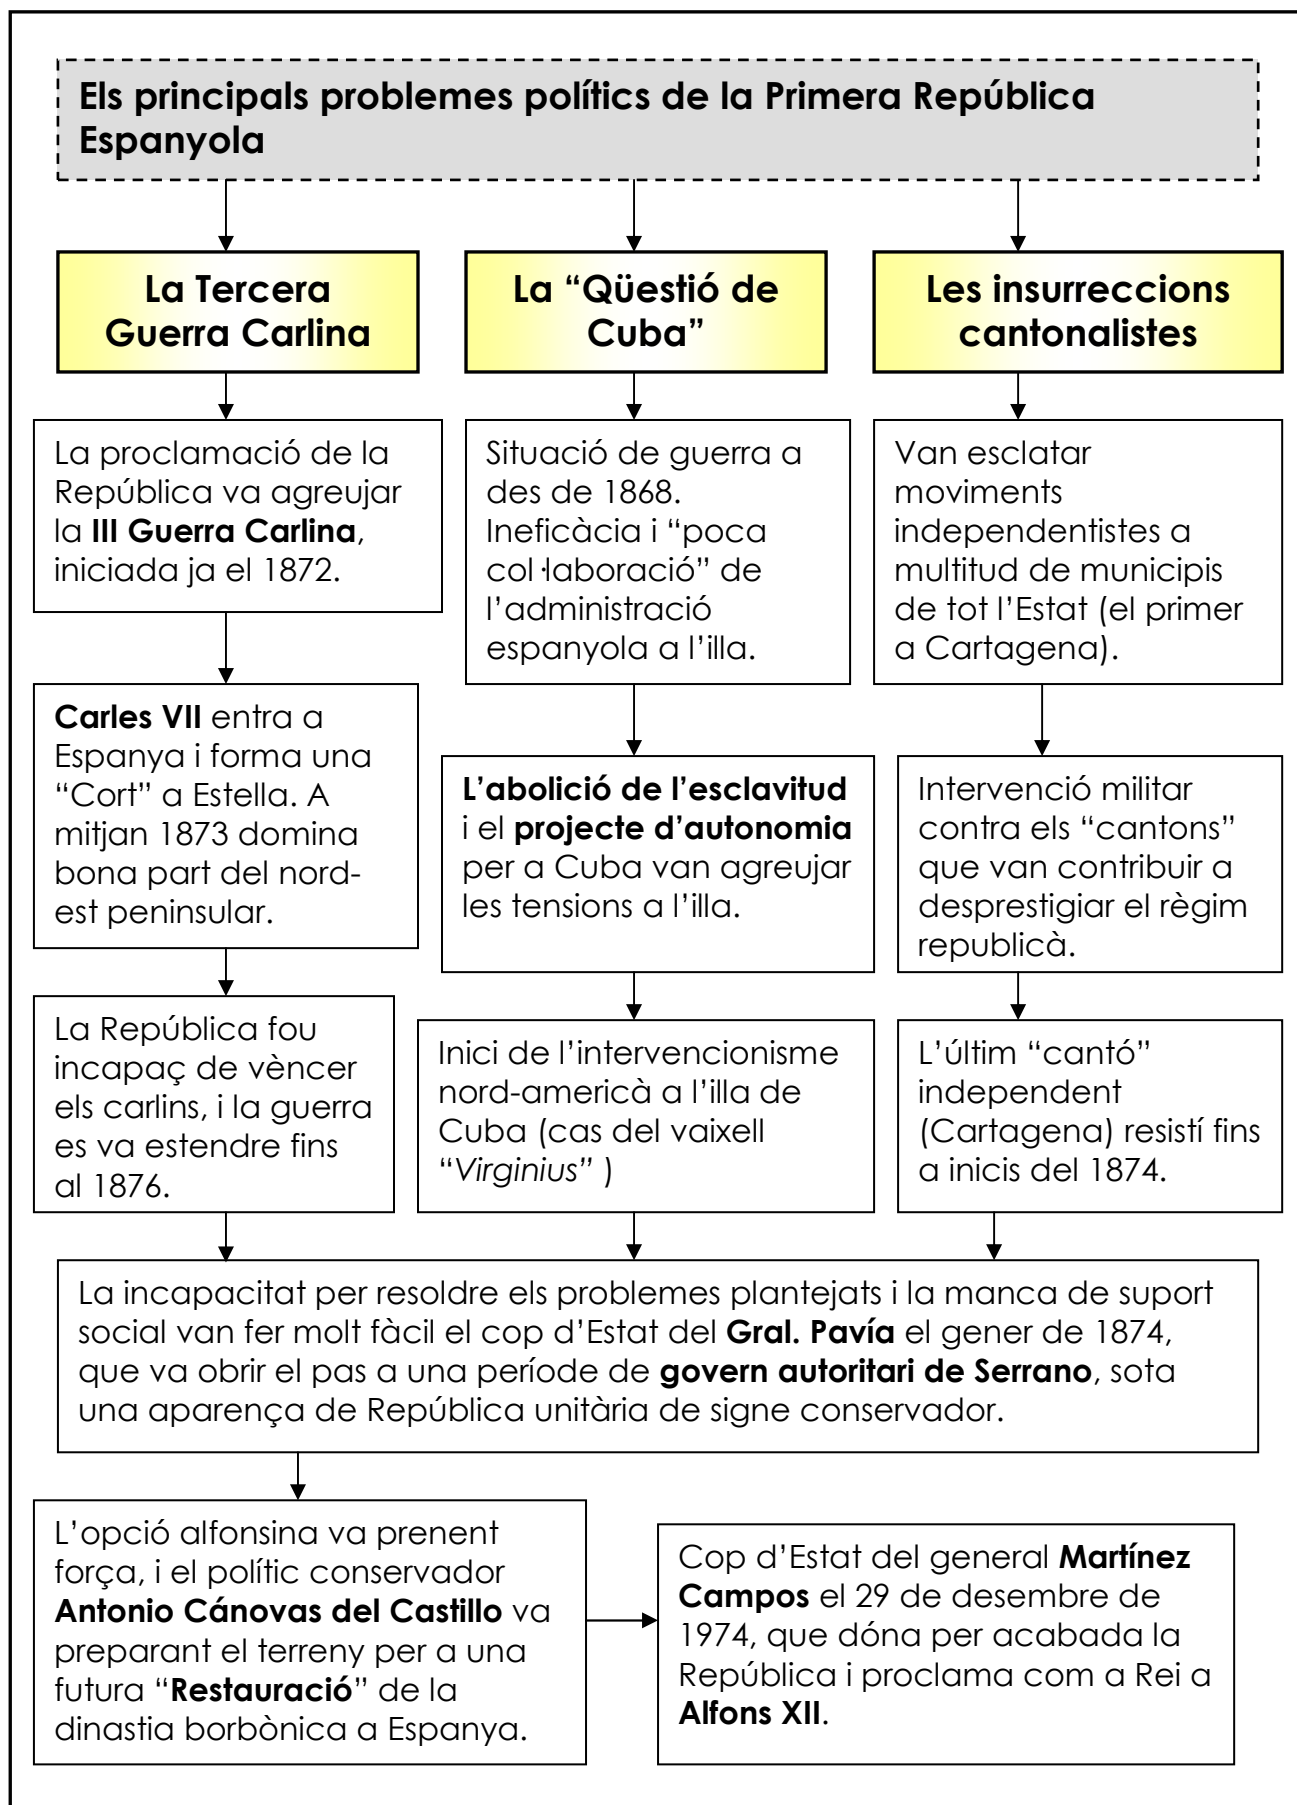 Els principals problemes polítics de la Primera República
Espanyola
La Tercera
Guerra Carlina
La “Qüestió de
Cuba”
Les insurreccions
cantonalistes
La proclamació de la
República va agreujar
la III Guerra Carlina,
iniciada ja el 1872.
Situació de guerra a
des de 1868.
Ineficàcia i “poca
col·laboració” de
l’administració
espanyola a l’illa.
Van esclatar
moviments
independentistes a
multitud de municipis
de tot l’Estat (el primer
a Cartagena).
Carles VII entra a
Espanya i forma una
“Cort” a Estella. A
mitjan 1873 domina
bona part del nord-
est peninsular.
L’abolició de l’esclavitud
i el projecte d’autonomia
per a Cuba van agreujar
les tensions a l’illa.
Intervenció militar
contra els “cantons”
que van contribuir a
desprestigiar el règim
republicà.
La República fou
incapaç de vèncer
els carlins, i la guerra
es va estendre fins
al 1876.
Inici de l’intervencionisme
nord-americà a l’illa de
Cuba (cas del vaixell
“Virginius” )
L’últim “cantó”
independent
(Cartagena) resistí fins
a inicis del 1874.
La incapacitat per resoldre els problemes plantejats i la manca de suport
social van fer molt fàcil el cop d’Estat del Gral. Pavía el gener de 1874,
que va obrir el pas a una període de govern autoritari de Serrano, sota
una aparença de República unitària de signe conservador.
L’opció alfonsina va prenent
força, i el polític conservador
Antonio Cánovas del Castillo va
preparant el terreny per a una
futura “Restauració” de la
dinastia borbònica a Espanya.
Cop d’Estat del general Martínez
Campos el 29 de desembre de
1974, que dóna per acabada la
República i proclama com a Rei a
Alfons XII.